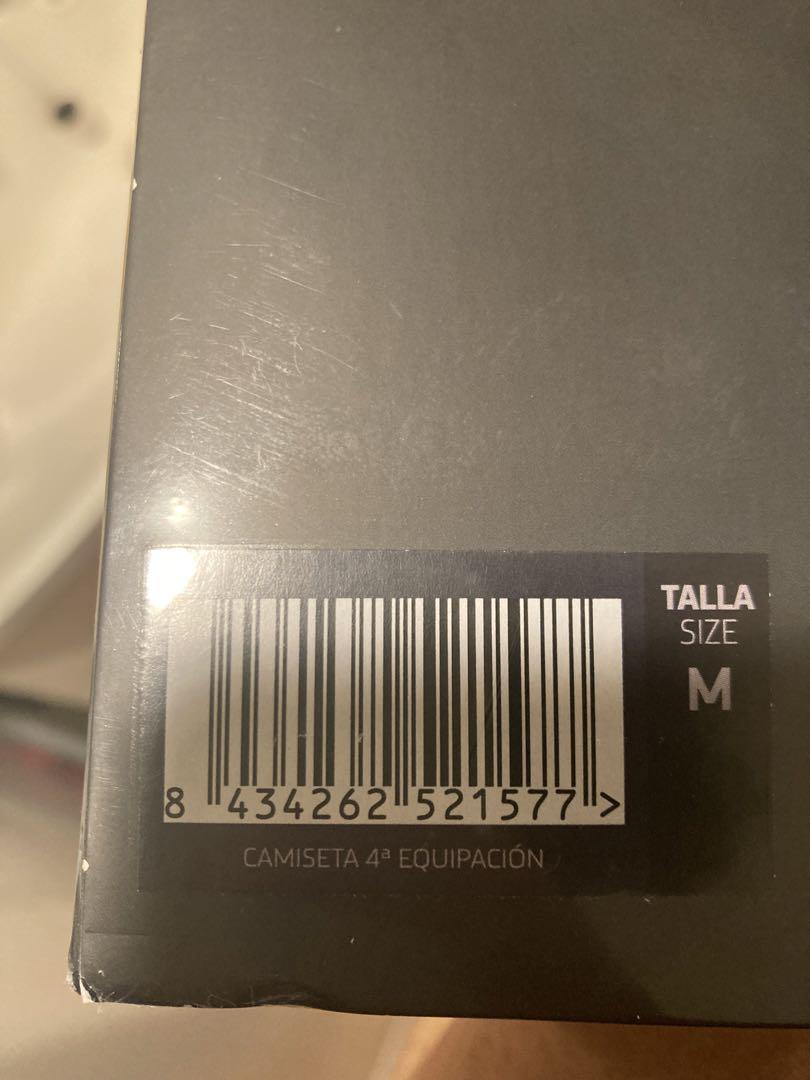 TALLA
SIZE
M
8 434262 521577 >
CAMISETA 4ª EQUIPACIÓN